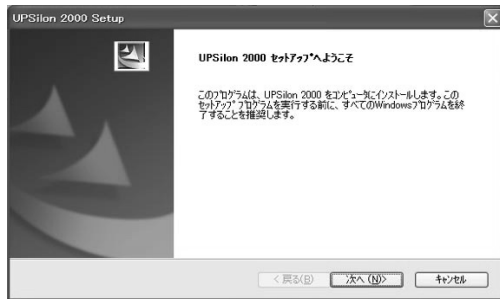 UPSilon 2000 Setup
UPSilon 2000 ｾｯﾄｱｯﾌﾟへようこそ
このﾌﾟﾛｸﾞﾗﾑは、UPSilon 2000 をｺﾝﾋﾟｭｰﾀにｲﾝｽﾄｰﾙします。この
ｾｯﾄｱｯﾌﾟ ﾌﾟﾛｸﾞﾗﾑを実行する前に、すべてのWindowsﾌﾟﾛｸﾞﾗﾑを終
了することを推奨します。
< 戻る(B) 次へ (N)> ｷｬﾝｾﾙ